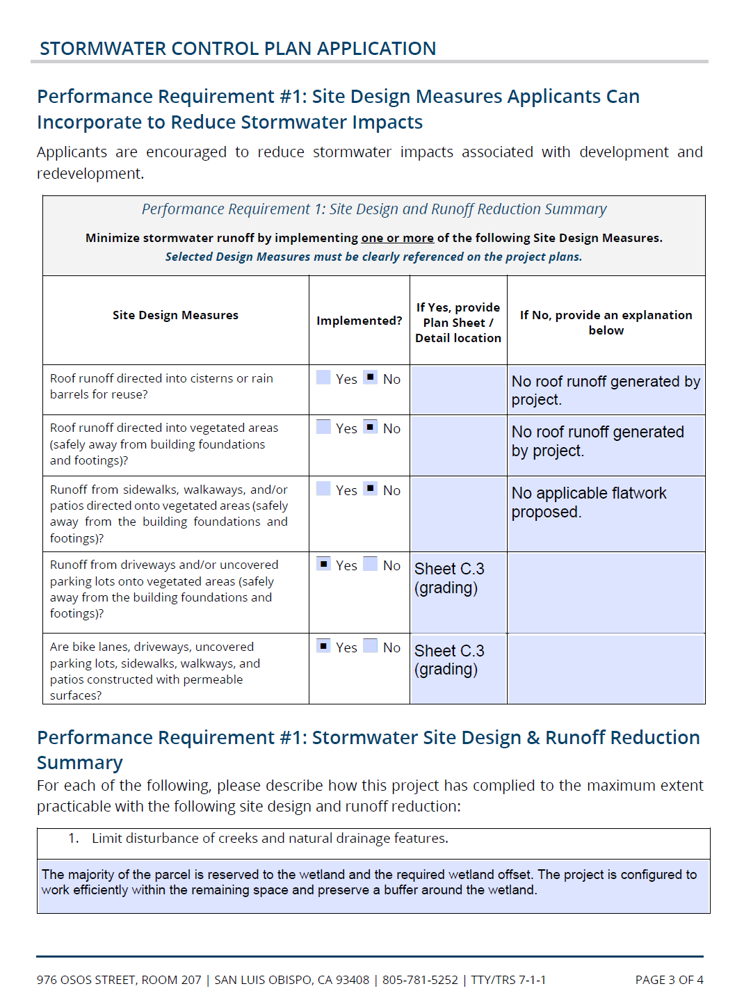 STORMWATER CONTROL PLAN APPLICATION
Performance Requirement #1: Site Design Measures Applicants Can
Incorporate to Reduce Stormwater Impacts
Applicants are encouraged to reduce stormwater impacts associated with development and
redevelopment.
Performance Requirement 1: Site Design and Runoff Reduction Summary
Minimize stormwater runoff by implementing one or more of the following Site Design Measures.
Selected Design Measures must be clearly referenced on the project plans.
Site Design Measures
Implemented?
If Yes, provide
Plan Sheet /
Detail location
If No, provide an explanation
below
Roof runoff directed into cisterns or rain
barrels for reuse?
Yes ■ No
No roof runoff generated by
project.
Roof runoff directed into vegetated areas
(safely away from building foundations
and footings)?
Yes ■ No
No roof runoff generated
by project.
Runoff from sidewalks, walkaways, and/or
patios directed onto vegetated areas (safely
away from the building foundations and
footings)?
Yes ■ No
No applicable flatwork
proposed.
Runoff from driveways and/or uncovered
parking lots onto vegetated areas (safely
away from the building foundations and
footings)?
■ Yes No
Sheet C.3
(grading)
Are bike lanes, driveways, uncovered
parking lots, sidewalks, walkways, and
patios constructed with permeable
surfaces?
■ Yes No
Sheet C.3
(grading)
Performance Requirement #1: Stormwater Site Design & Runoff Reduction
Summary
For each of the following, please describe how this project has complied to the maximum extent
practicable with the following site design and runoff reduction:
1. Limit disturbance of creeks and natural drainage features.
The majority of the parcel is reserved to the wetland and the required wetland offset. The project is configured to
work efficiently within the remaining space and preserve a buffer around the wetland.
976 OSOS STREET, ROOM 207 | SAN LUIS OBISPO, CA 93408 | 805-781-5252 | TTY/TRS 7-1-1
PAGE 3 OF 4